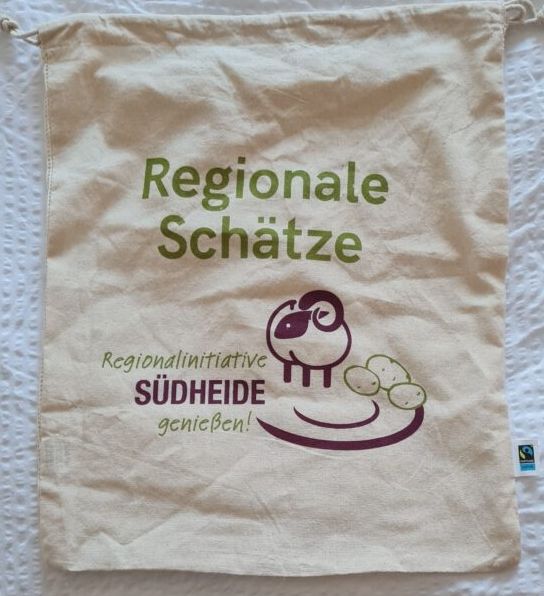 Regionale
Schätze
Regionalinitiative
SÜDHEIDE
genießen!